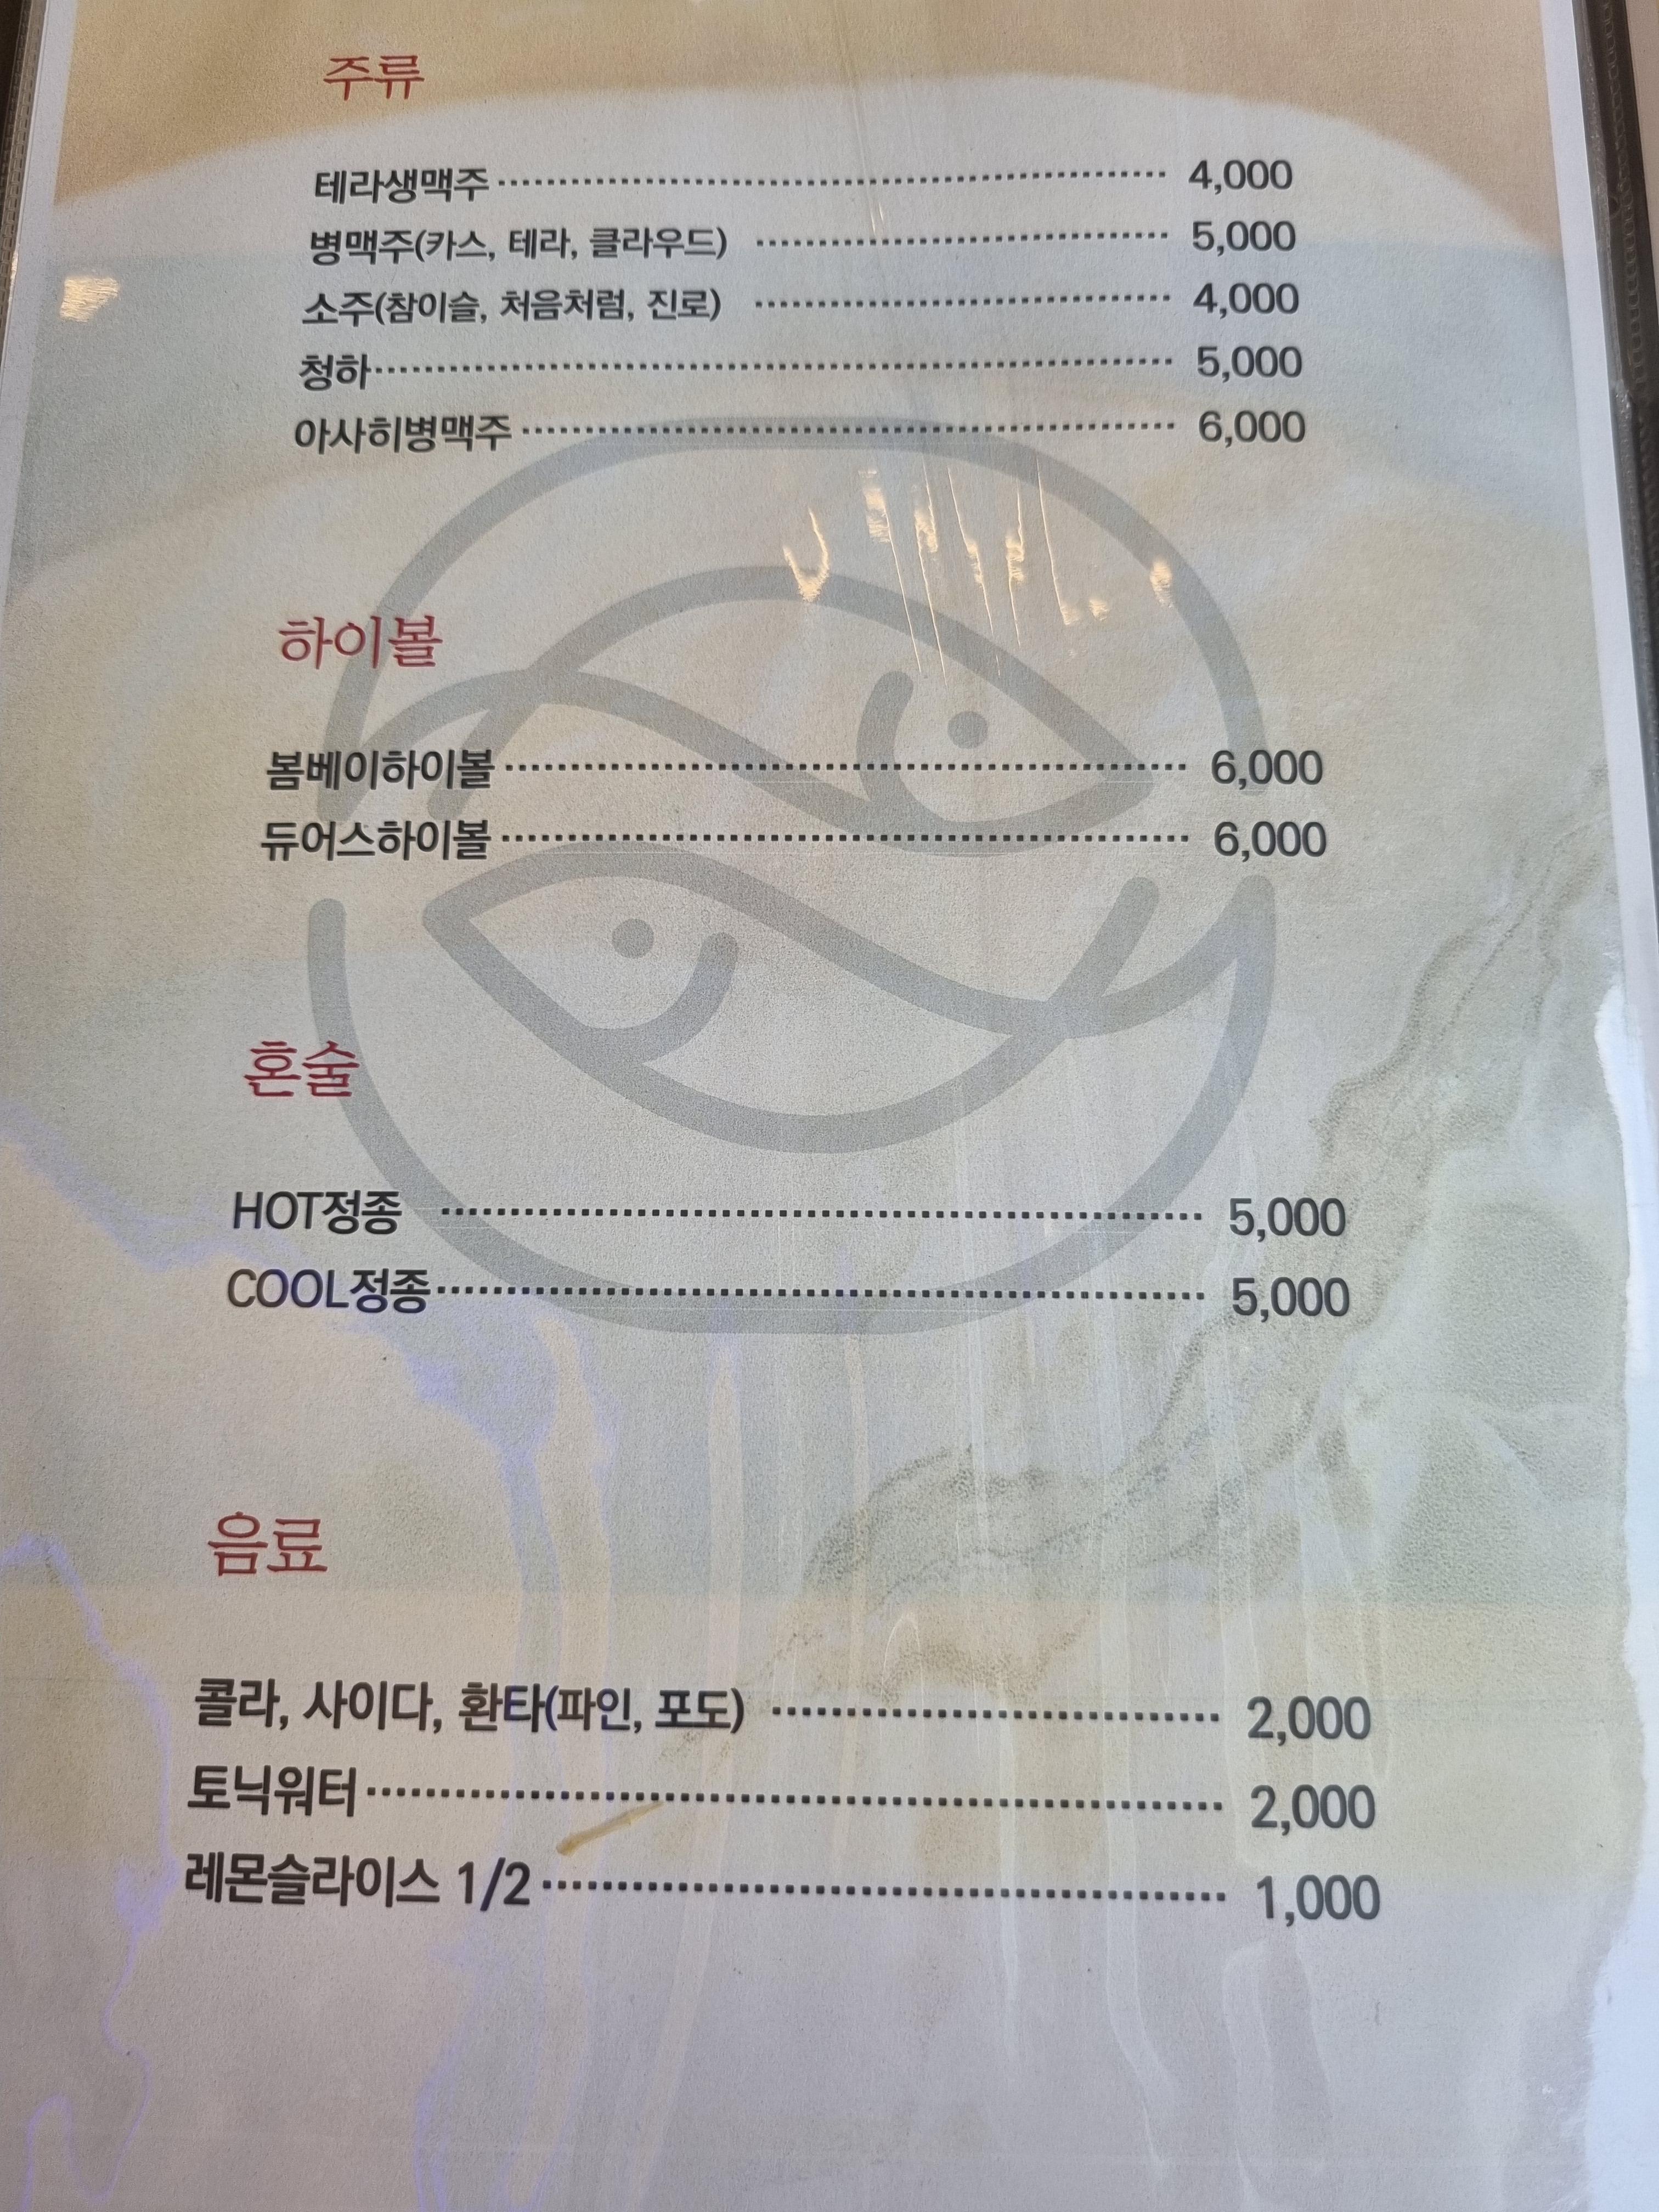 주류
테라생맥주 4,000
병맥주(카스, 테라, 클라우드) 5,000
소주(참이슬, 처음처럼, 진로) 4,000
청하 5,000
아사히병맥주 6,000
하이볼
봄베이하이볼 6,000
듀어스하이볼 6,000
혼술
HOT정종 5,000
COOL정종 5,000
음료
콜라, 사이다, 환타(파인, 포도) 2,000
토닉워터 2,000
레몬슬라이스 1/2 1,000